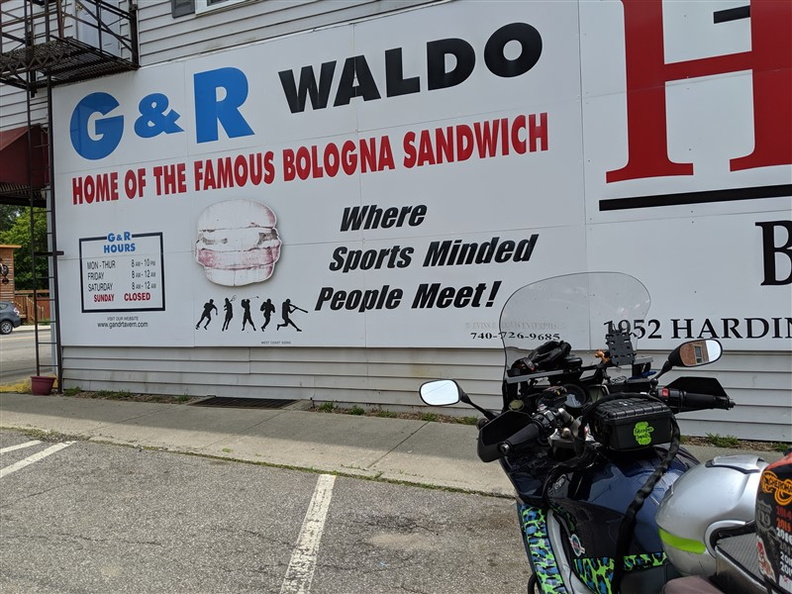 G & R WALDO
HOME OF THE FAMOUS BOLOGNA SANDWICH
Where
Sports Minded
People Meet!
G & R
HOURS
MON - THUR 8 AM - 10 PM
FRIDAY 8 AM - 12 AM
SATURDAY 8 AM - 12 AM
SUNDAY CLOSED
VISIT OUR WEBSITE
www.gandrtavern.com
740-726-9685
H
B
1952 HARDIN